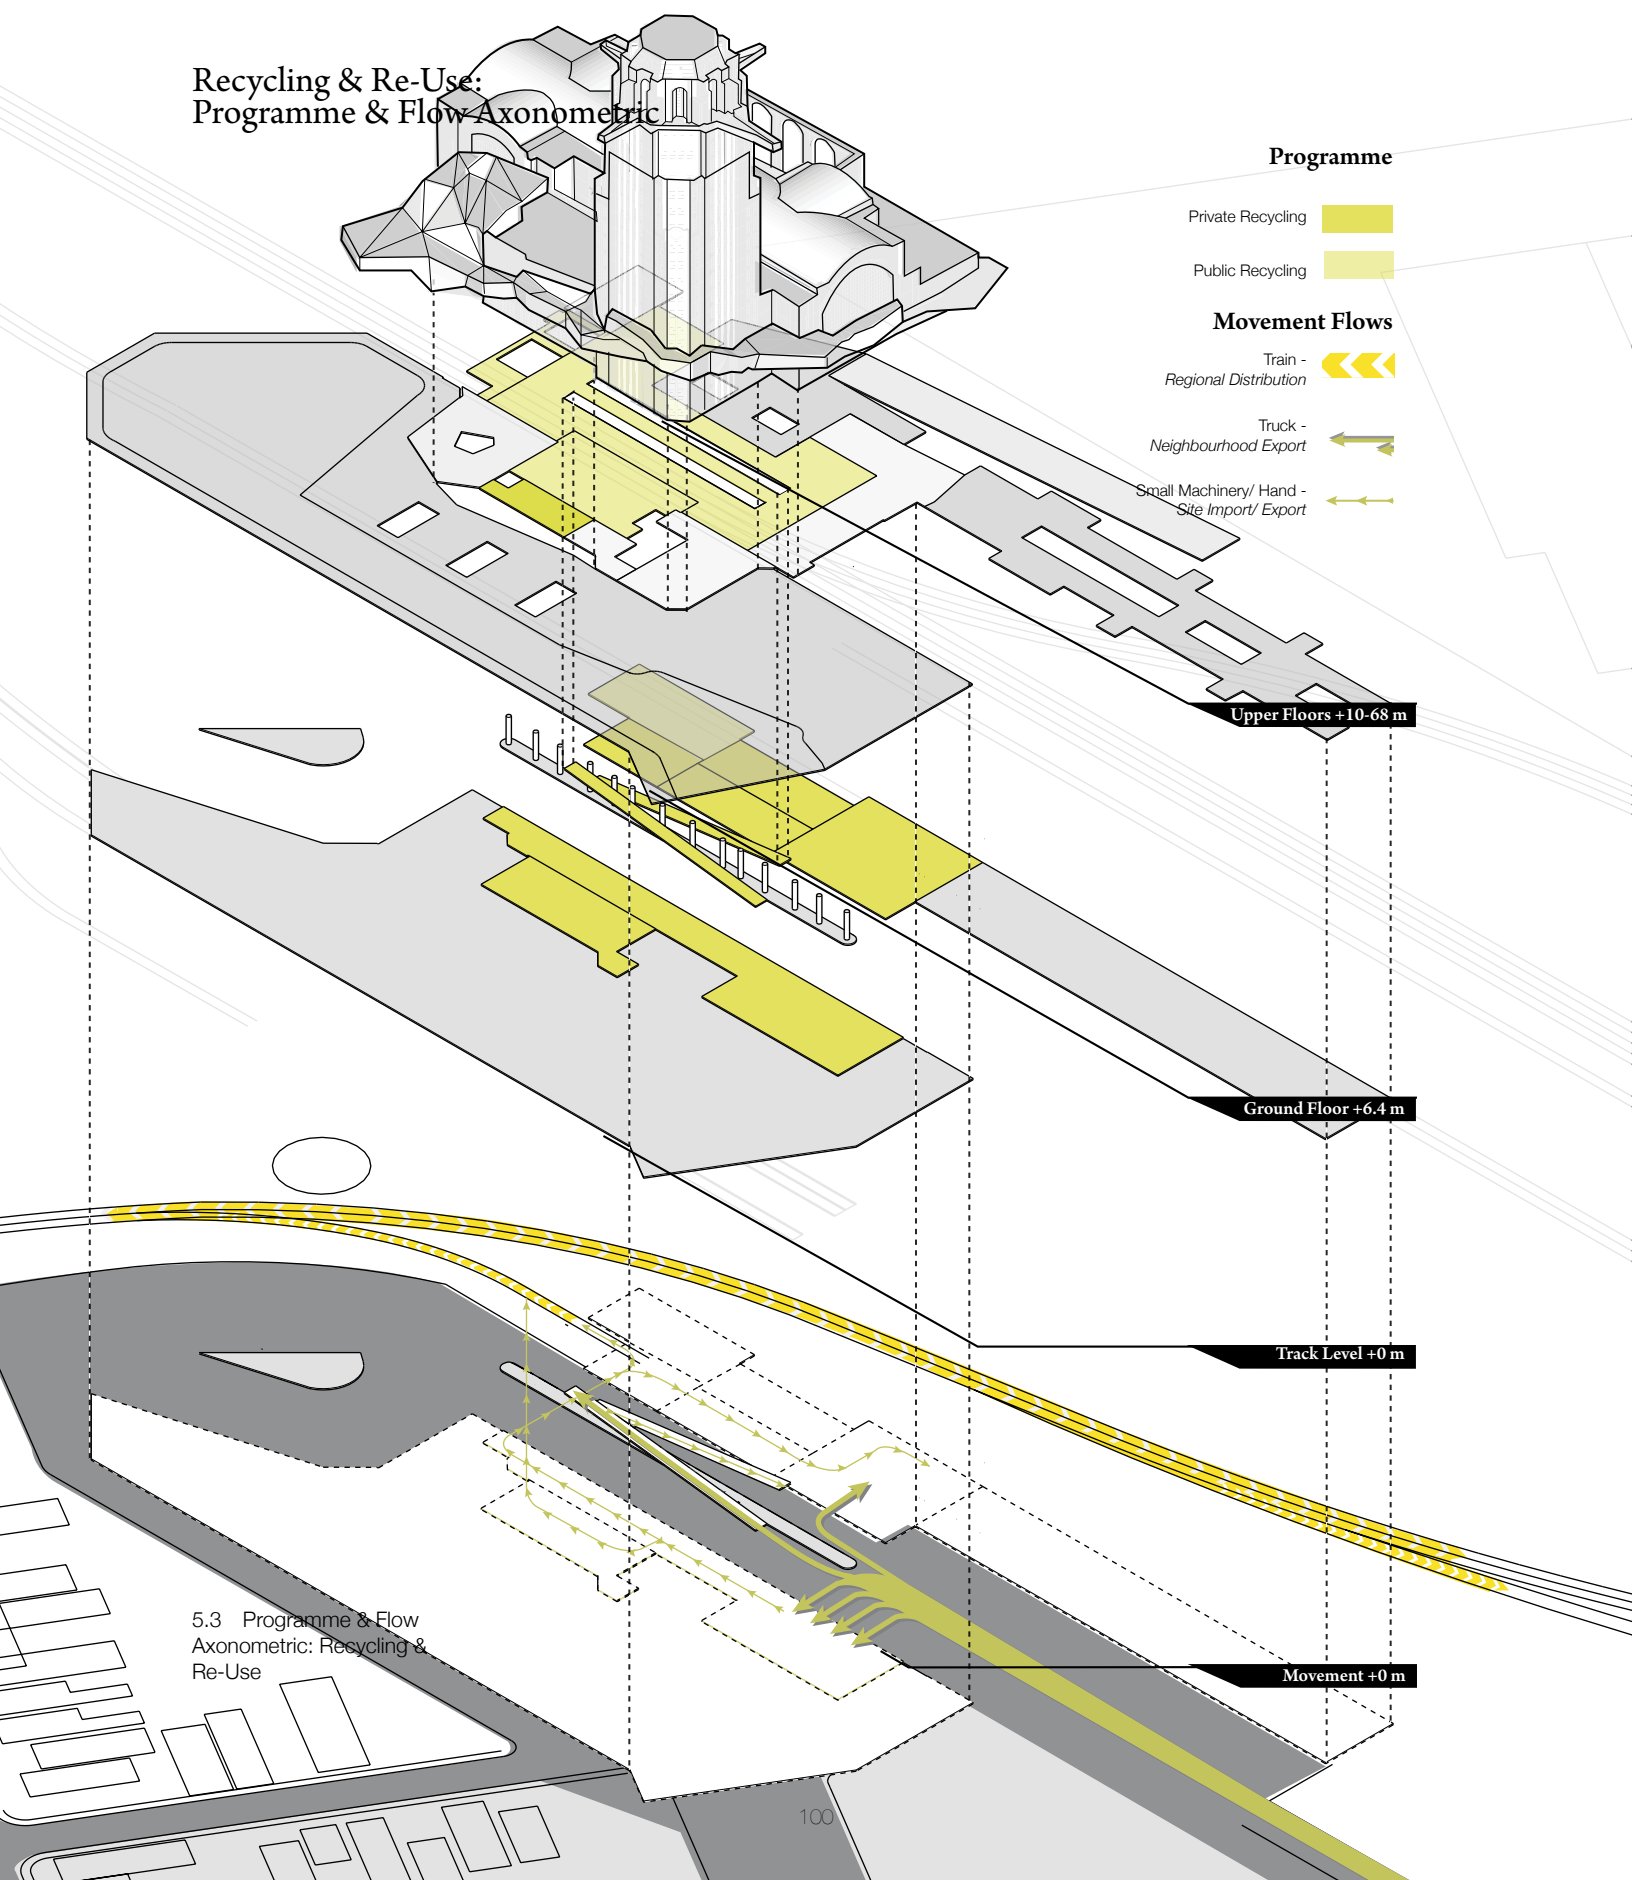 Recycling & Re-Use:
Programme & Flow Axonometric
Programme
Private Recycling
Public Recycling
Movement Flows
Train -
Regional Distribution
Truck -
Neighbourhood Export
Small Machinery/ Hand -
Site Import/ Export
Upper Floors +10-68 m
Ground Floor +6.4 m
Track Level +0 m
Movement +0 m
5.3 Programme & Flow
Axonometric: Recycling &
Re-Use
100